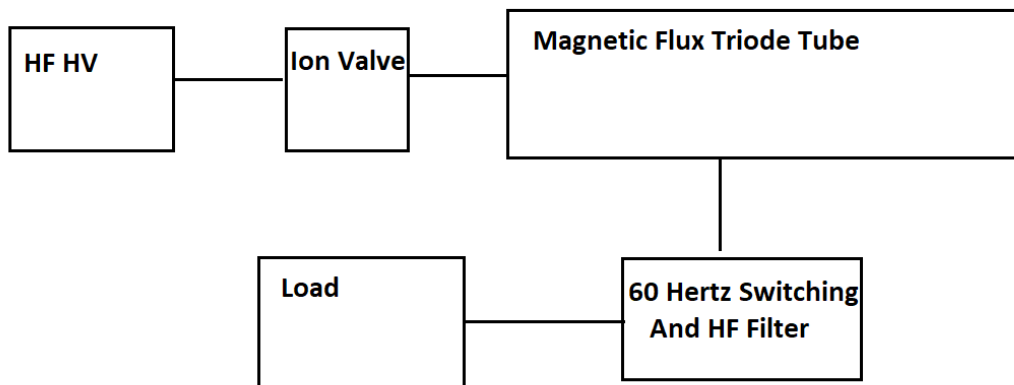 HF HV
Ion Valve
Magnetic Flux Triode Tube
Load
60 Hertz Switching
And HF Filter